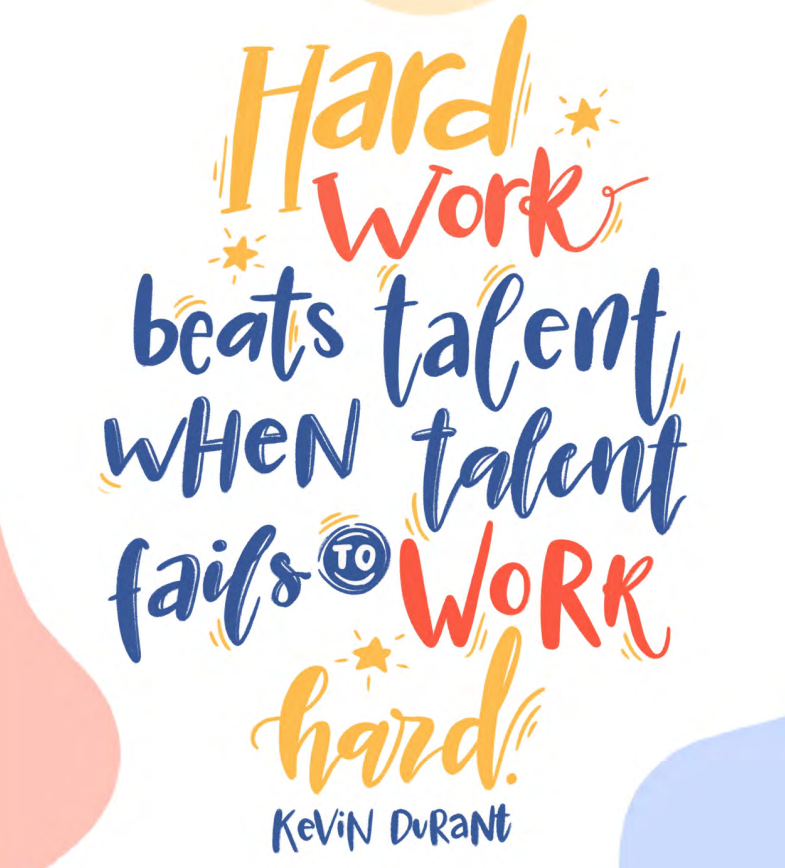 Hard
Work
beats talent
WHeN talent
fails TO WoRK
hard.
KeViN DuRaNt